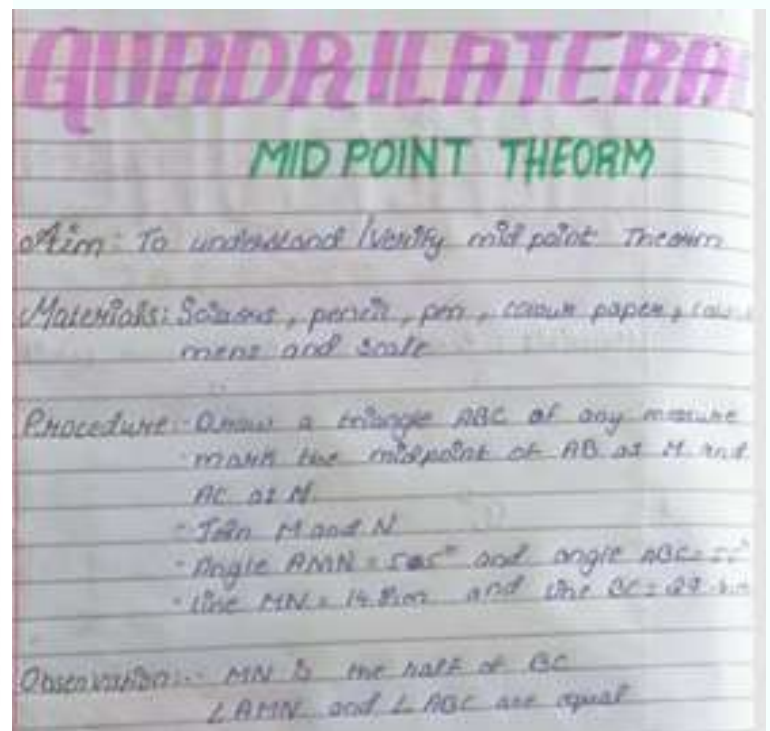 QUADRILATERA
MID POINT THEORM
Aim: To understand / Verify mid point Theorm
Materials: Scissors, pencil, pen, colour paper,
and scale
Procedure:- Draw a triangle ABC of any measure
- mark the midpoint of AB as M and
AC as N
- Join M and N
- Angle AMN = and angle ABC =
- Line MN = and line BC =
Observation:- MN is the half of BC
∠AMN and ∠ABC are equal